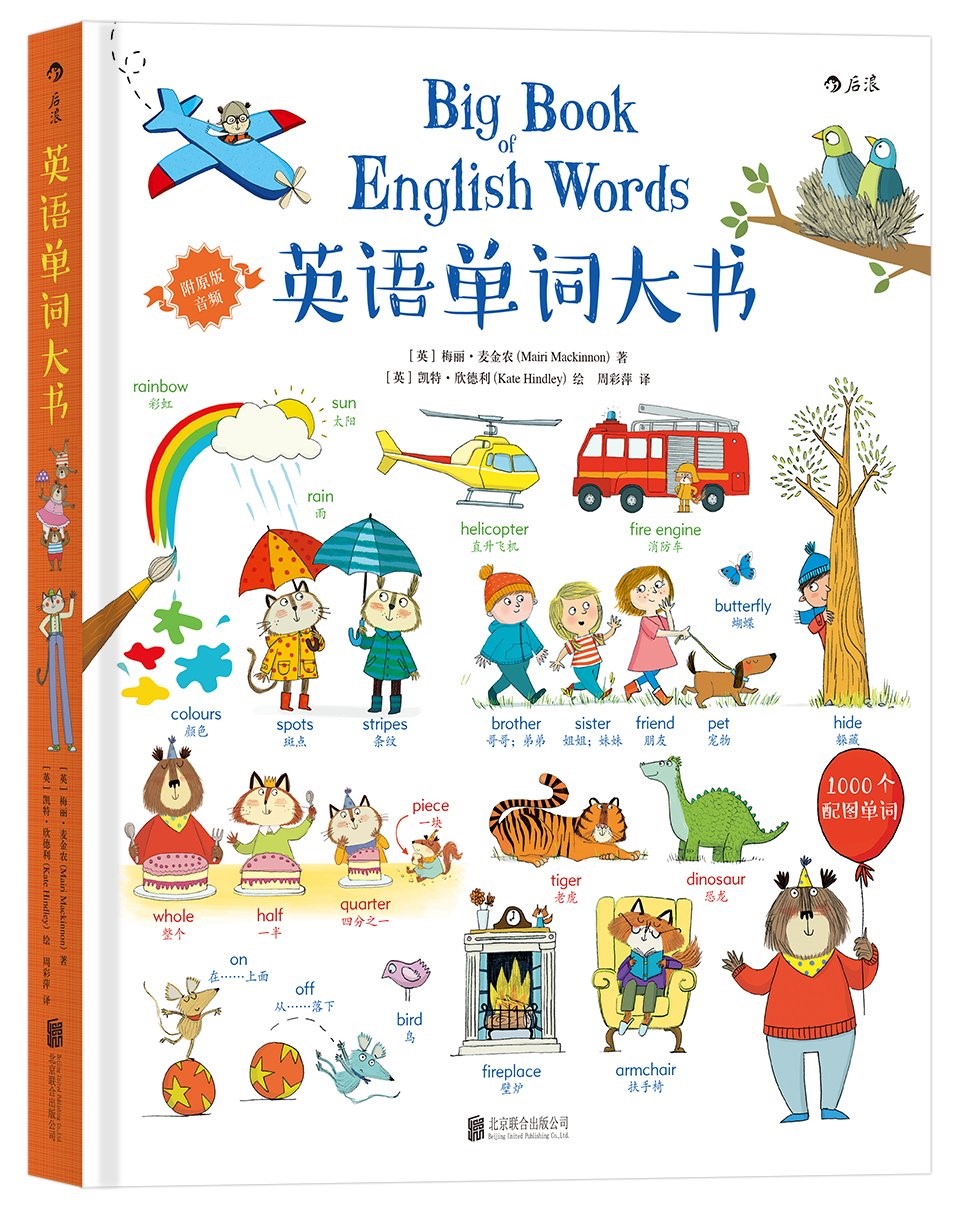 后浪
英语单词大书
[英] 梅丽·麦金农 (Mairi Mackinnon) 著
[英] 凯特·欣德利 (Kate Hindley) 绘 周彩萍 译
北京联合出版公司
Beijing United Publishing Co.,Ltd.
后浪
Big Book
of
English Words
英语单词大书
附原版
音频
[英] 梅丽·麦金农 (Mairi Mackinnon) 著
[英] 凯特·欣德利 (Kate Hindley) 绘 周彩萍 译
rainbow
彩虹
sun
太阳
rain
雨
helicopter
直升飞机
fire engine
消防车
butterfly
蝴蝶
colours
颜色
spots
斑点
stripes
条纹
brother
哥哥；弟弟
sister
姐姐；妹妹
friend
朋友
pet
宠物
hide
躲藏
1000个
配图单词
piece
一块
whole
整个
half
一半
quarter
四分之一
tiger
老虎
dinosaur
恐龙
on
在……上面
off
从……落下
bird
鸟
fireplace
壁炉
armchair
扶手椅
北京联合出版公司
Beijing United Publishing Co.,Ltd.